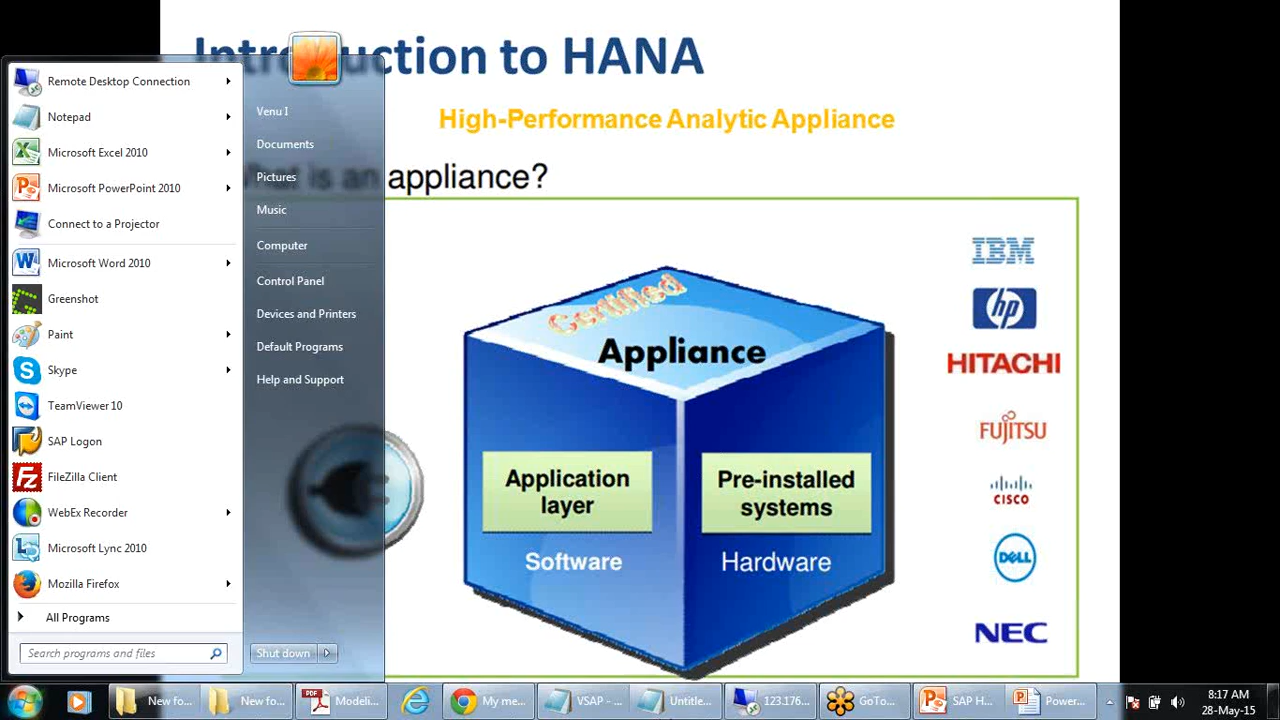 Introduction to HANA
High-Performance Analytic Appliance
What is an appliance?
Certified
Appliance
Application
layer
Software
Pre-installed
systems
Hardware
IBM
hp
HITACHI
FUJITSU
CISCO
DELL
NEC
Remote Desktop Connection
Notepad
Microsoft Excel 2010
Microsoft PowerPoint 2010
Connect to a Projector
Microsoft Word 2010
Greenshot
Paint
Skype
TeamViewer 10
SAP Logon
FileZilla Client
WebEx Recorder
Microsoft Lync 2010
Mozilla Firefox
All Programs
Search programs and files
Venu I
Documents
Pictures
Music
Computer
Control Panel
Devices and Printers
Default Programs
Help and Support
Shut down
New fo...
New fo...
PDF
Modeli...
My me...
VSAP - ...
Untitle...
123.176...
GoTo...
SAP H...
Power...
8:17 AM
28-May-15